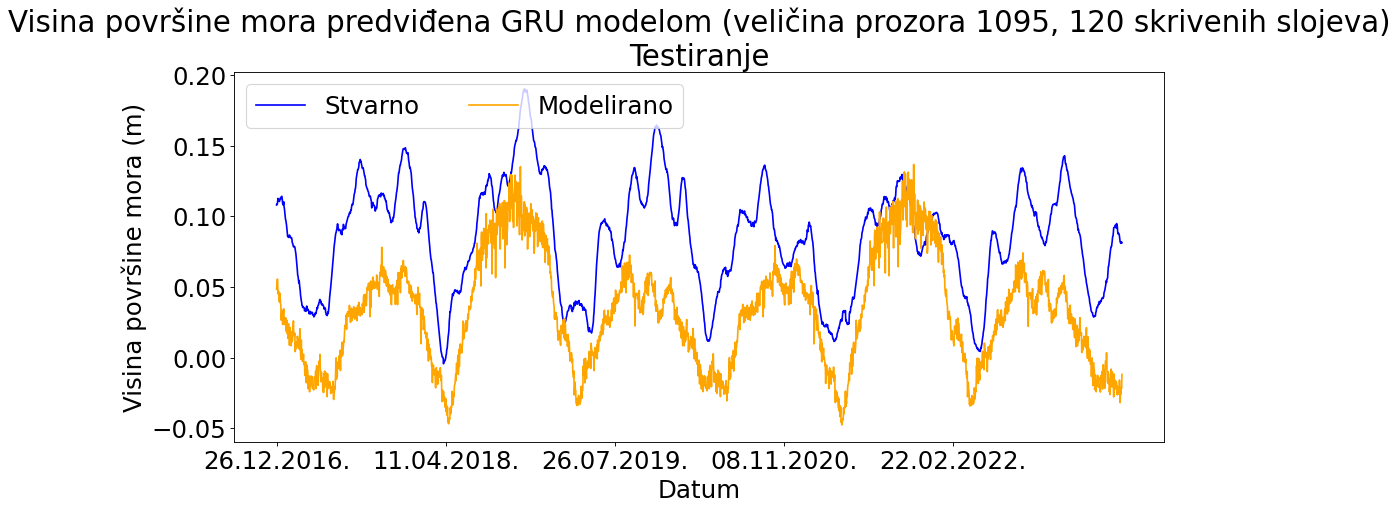 Visina površine mora predviđena GRU modelom (veličina prozora 1095, 120 skrivenih slojeva)
Testiranje
Stvarno Modelirano
Visina površine mora (m)
0.20
0.15
0.10
0.05
0.00
−0.05
26.12.2016. 11.04.2018. 26.07.2019. 08.11.2020. 22.02.2022.
Datum